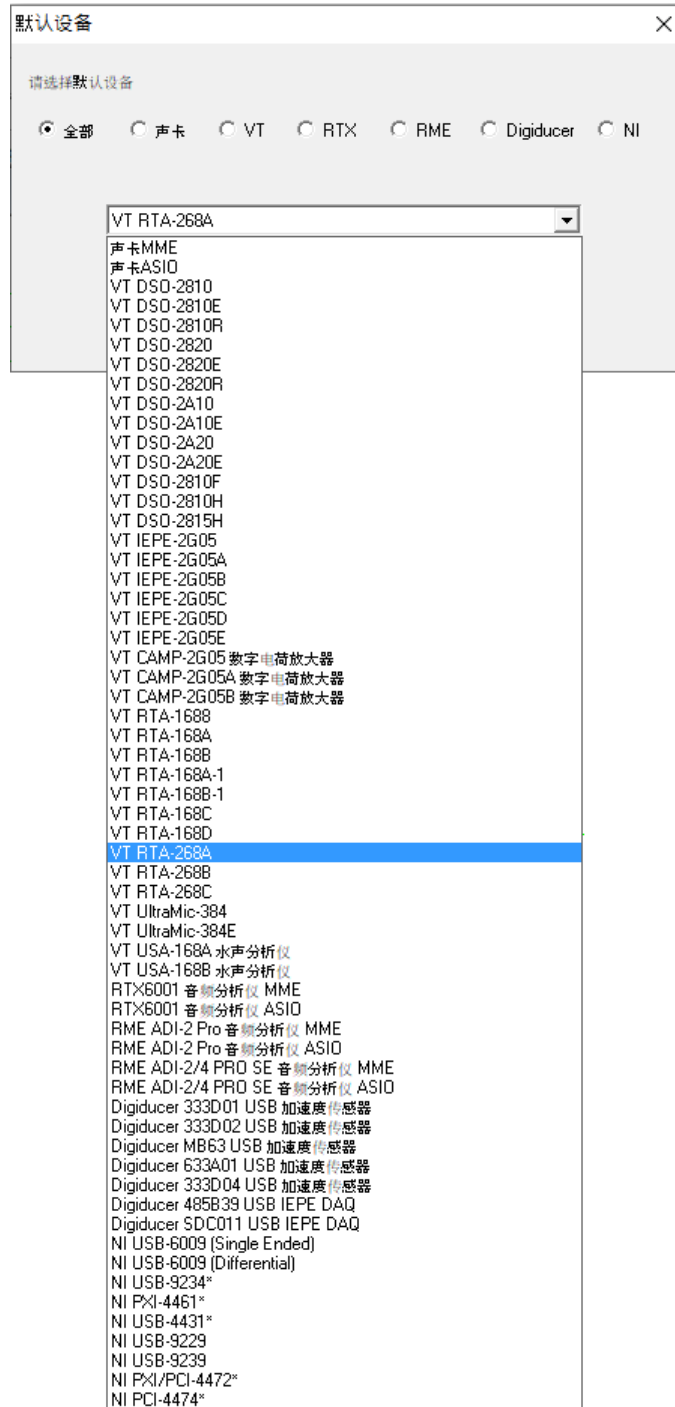 默认设备
请选择默认设备
全部 声卡 VT RTX RME Digiducer NI
VT RTA-268A
声卡MME
声卡ASIO
VT DSO-2810
VT DSO-2810E
VT DSO-2810R
VT DSO-2820
VT DSO-2820E
VT DSO-2820R
VT DSO-2A10
VT DSO-2A10E
VT DSO-2A20
VT DSO-2A20E
VT DSO-2810F
VT DSO-2810H
VT DSO-2815H
VT IEPE-2G05
VT IEPE-2G05A
VT IEPE-2G05B
VT IEPE-2G05C
VT IEPE-2G05D
VT IEPE-2G05E
VT CAMP-2G05 数字电荷放大器
VT CAMP-2G05A 数字电荷放大器
VT CAMP-2G05B 数字电荷放大器
VT RTA-1688
VT RTA-168A
VT RTA-168B
VT RTA-168A-1
VT RTA-168B-1
VT RTA-168C
VT RTA-168D
VT RTA-268A
VT RTA-268B
VT RTA-268C
VT UltraMic-384
VT UltraMic-384E
VT USA-168A 水声分析仪
VT USA-168B 水声分析仪
RTX6001 音频分析仪 MME
RTX6001 音频分析仪 ASIO
RME ADI-2 Pro 音频分析仪 MME
RME ADI-2 Pro 音频分析仪 ASIO
RME ADI-2/4 PRO SE 音频分析仪 MME
RME ADI-2/4 PRO SE 音频分析仪 ASIO
Digiducer 333D01 USB 加速度传感器
Digiducer 333D02 USB 加速度传感器
Digiducer MB63 USB 加速度传感器
Digiducer 633A01 USB 加速度传感器
Digiducer 333D04 USB 加速度传感器
Digiducer 485B39 USB IEPE DAQ
Digiducer SDC011 USB IEPE DAQ
NI USB-6009 (Single Ended)
NI USB-6009 (Differential)
NI USB-9234*
NI PXI-4461*
NI USB-4431*
NI USB-9229
NI USB-9239
NI PXI/PCI-4472*
NI PCI-4474*